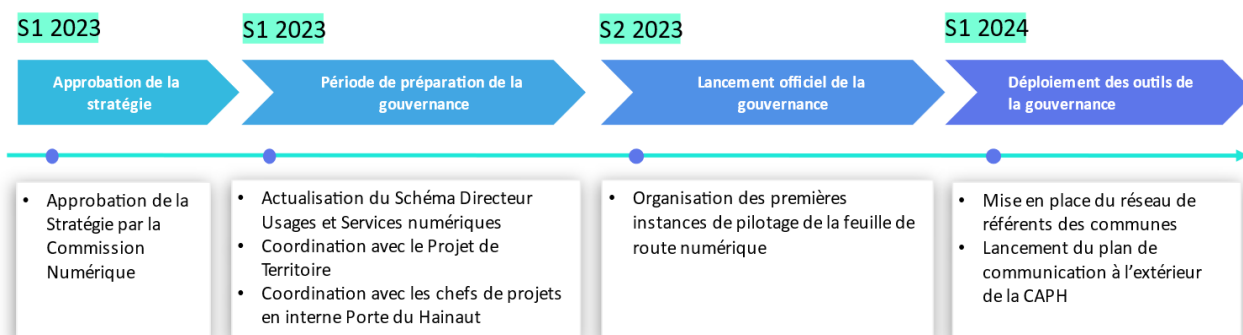 S1 2023
S1 2023
S2 2023
S1 2024
Approbation de la
stratégie
Période de préparation de la
gouvernance
Lancement officiel de la
gouvernance
Déploiement des outils de
la gouvernance
• Approbation de la
Stratégie par la
Commission
Numérique
• Actualisation du Schéma Directeur
Usages et Services numériques
• Coordination avec le Projet de
Territoire
• Coordination avec les chefs de projets
en interne Porte du Hainaut
• Organisation des premières
instances de pilotage de la feuille de
route numérique
• Mise en place du réseau de
référents des communes
• Lancement du plan de
communication à l’extérieur
de la CAPH